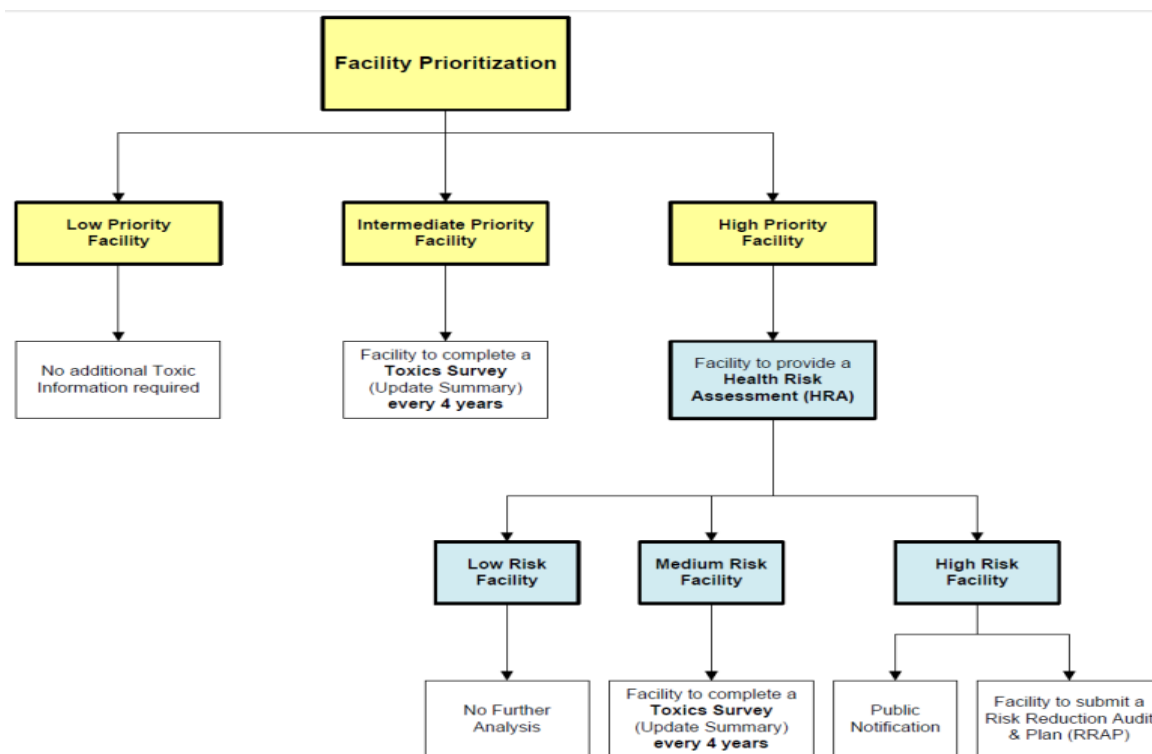 Facility Prioritization
Low Priority
Facility
Intermediate Priority
Facility
High Priority
Facility
No additional Toxic
Information required
Facility to complete a
Toxics Survey
(Update Summary)
every 4 years
Facility to provide a
Health Risk
Assessment (HRA)
Low Risk
Facility
Medium Risk
Facility
High Risk
Facility
No Further
Analysis
Facility to complete a
Toxics Survey
(Update Summary)
every 4 years
Public
Notification
Facility to submit a
Risk Reduction Audit
& Plan (RRAP)